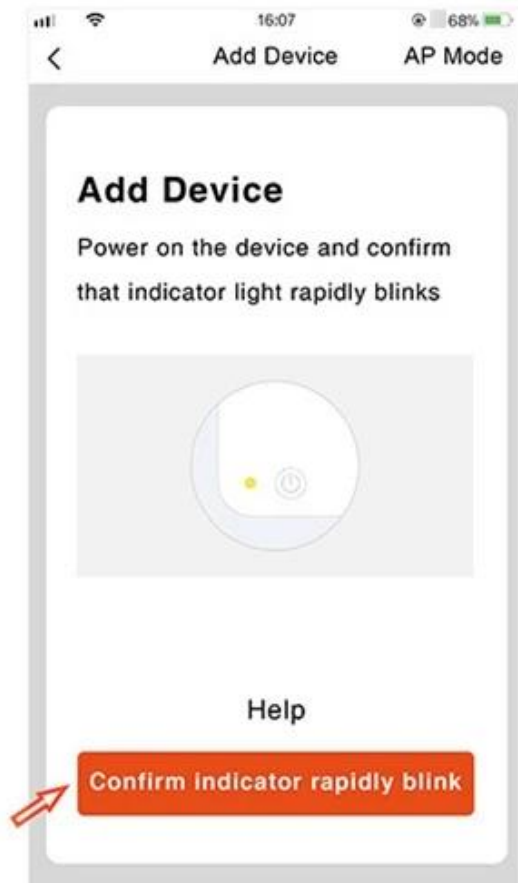 16:07
68%
Add Device
AP Mode
Add Device
Power on the device and confirm
that indicator light rapidly blinks
Help
Confirm indicator rapidly blink